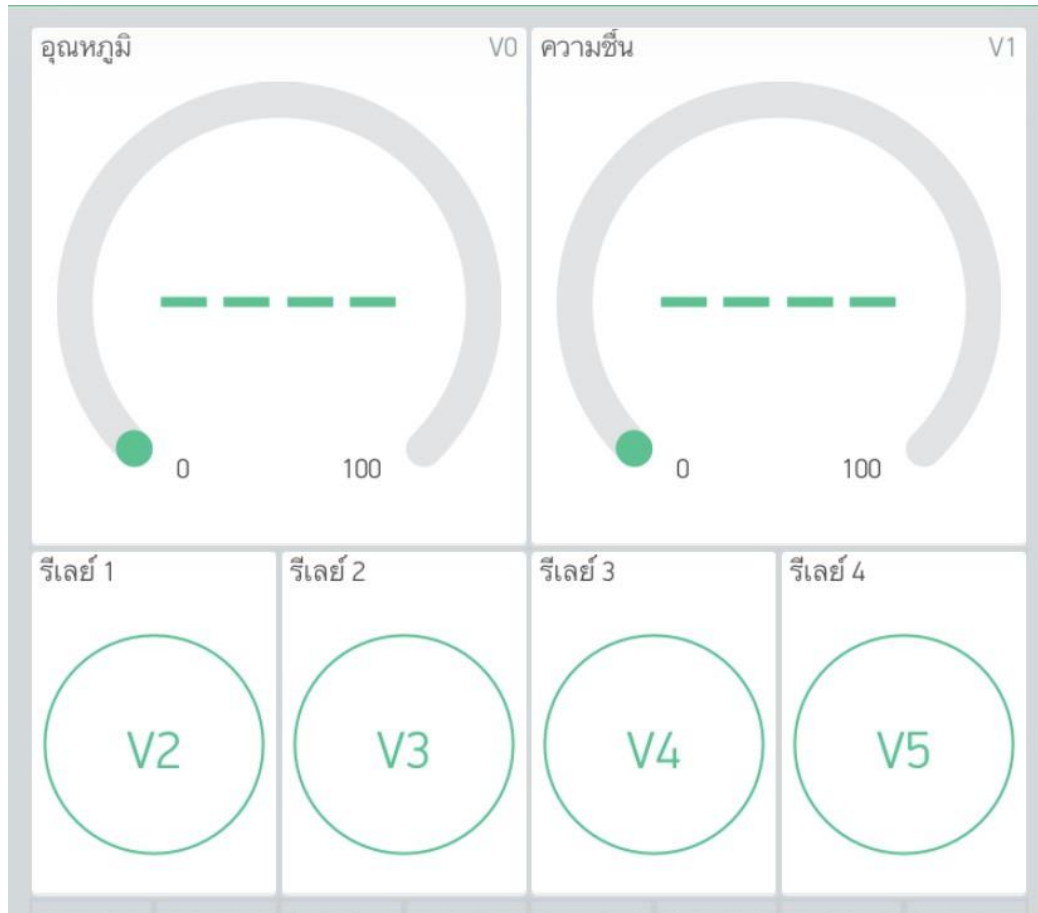 อุณหภูมิ V0
ความชื้น V1
0 100
0 100
รีเลย์ 1
รีเลย์ 2
รีเลย์ 3
รีเลย์ 4
V2
V3
V4
V5